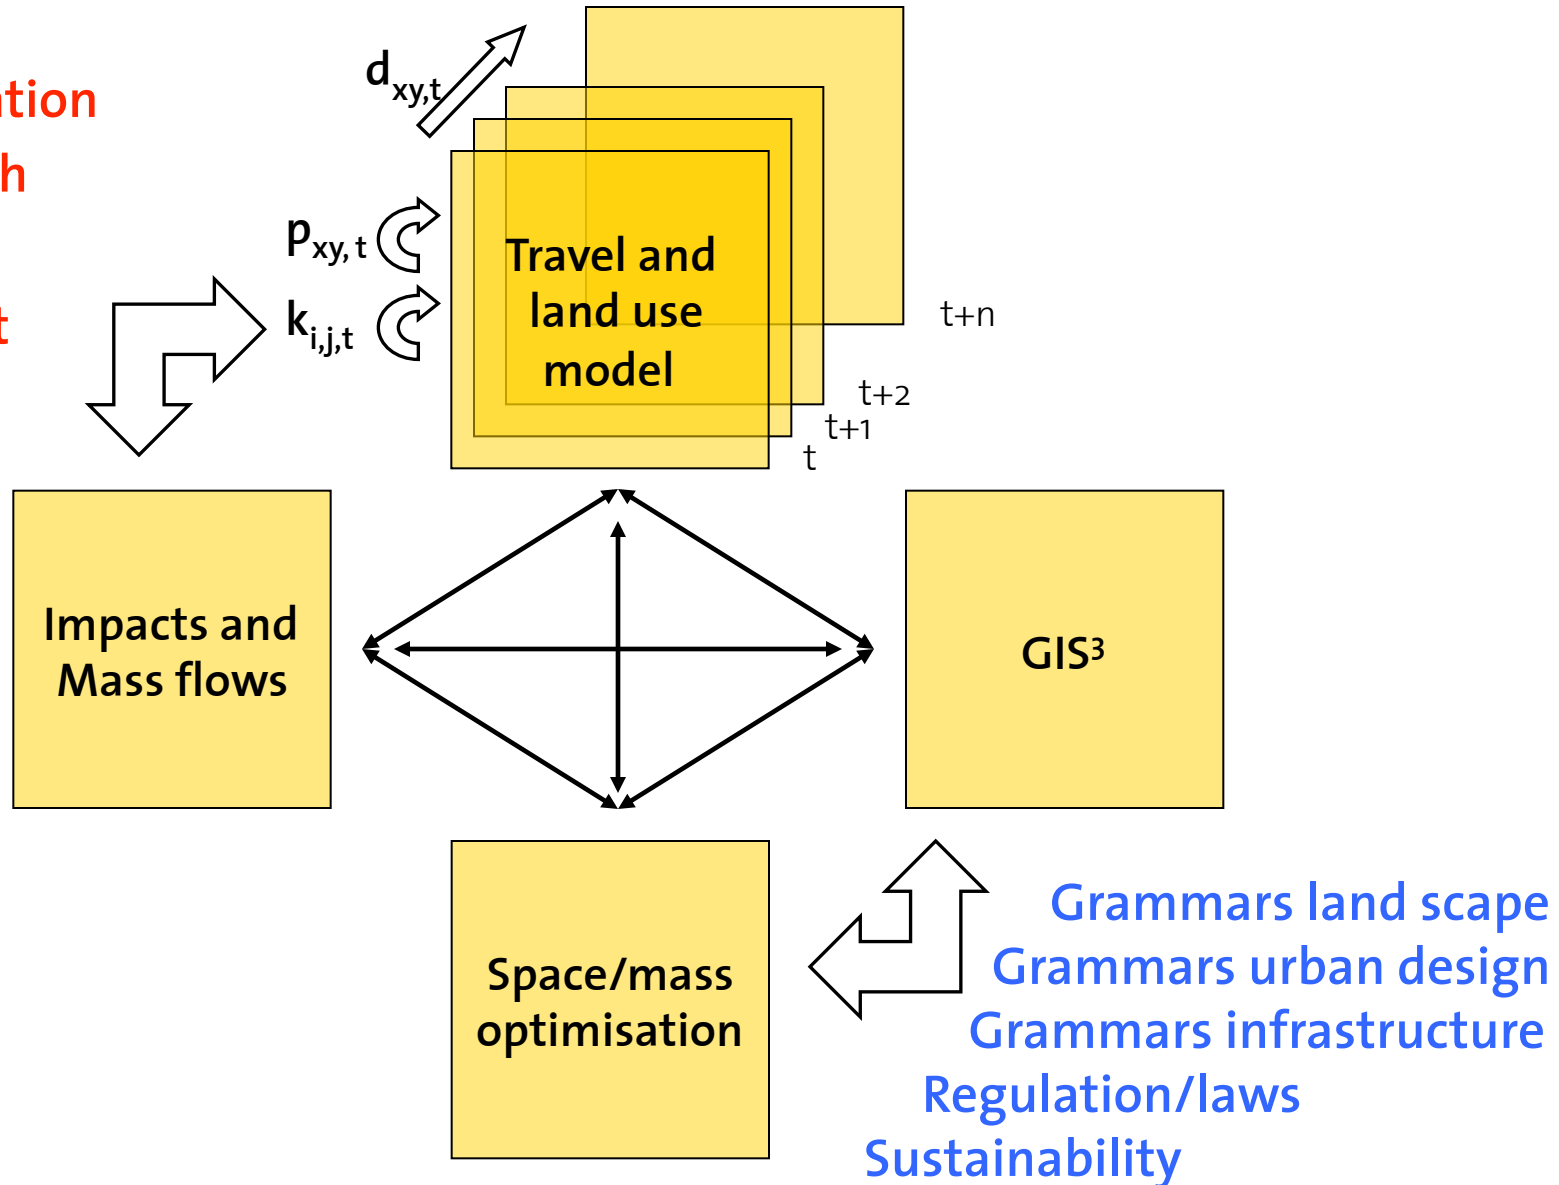 d xy,t
p xy, t
k i,j,t
Travel and
land use
model
t+n
t+2
t+1
t
Impacts and
Mass flows
GIS³
Space/mass
optimisation
Grammars land scape
Grammars urban design
Grammars infrastructure
Regulation/laws
Sustainability